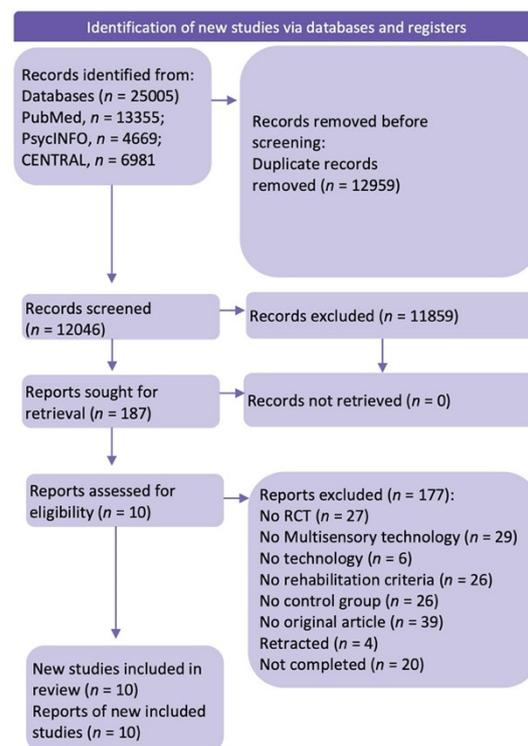 Identification of new studies via databases and registers
Records identified from:
Databases (n = 25005)
PubMed, n = 13355;
PsycINFO, n = 4669;
CENTRAL, n = 6981
Records removed before
screening:
Duplicate records
removed (n = 12959)
Records screened
(n = 12046)
Records excluded (n = 11859)
Reports sought for
retrieval (n = 187)
Records not retrieved (n = 0)
Reports assessed for
eligibility (n = 10)
Reports excluded (n = 177):
No RCT (n = 27)
No Multisensory technology (n = 29)
No technology (n = 6)
No rehabilitation criteria (n = 26)
No control group (n = 26)
No original article (n = 39)
Retracted (n = 4)
Not completed (n = 20)
New studies included in
review (n = 10)
Reports of new included
studies (n = 10)